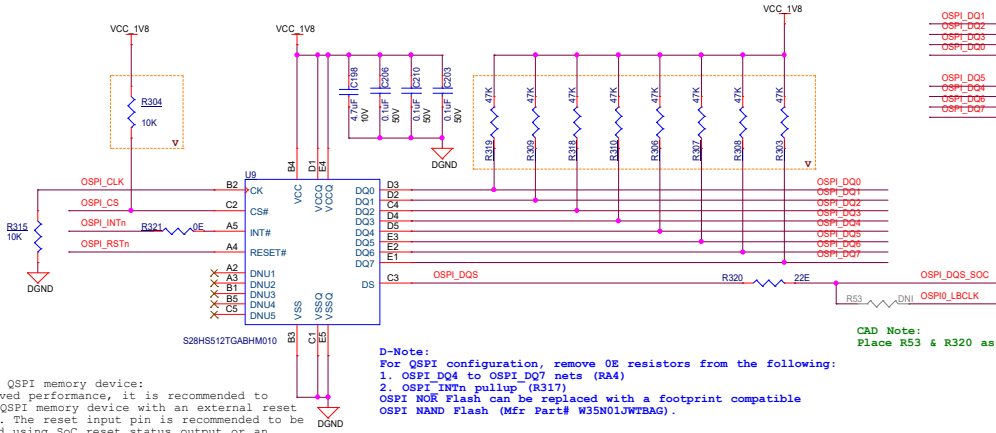 VCC_1V8
VCC_1V8
VCC_1V8
OSPI_DQ1
OSPI_DQ2
OSPI_DQ3
OSPI_DQ0
OSPI_DQ5
OSPI_DQ4
OSPI_DQ6
OSPI_DQ7
R304
10K
V
C198
4.7uF
10V
C206
0.1uF
50V
C210
0.1uF
50V
C203
0.1uF
50V
DGND
47K
47K
47K
47K
47K
47K
47K
47K
R319
R309
R318
R310
R306
R307
R308
R303
V
U9
B4
D1
E4
VCC
VCCQ
VCCQ
OSPI_CLK
B2
CK
OSPI_CS
C2
CS#
OSPI_INTn
R321
0E
A5
INT#
OSPI_RSTn
A4
RESET#
R315
10K
DGND
A2
DNU1
A3
DNU2
B1
DNU3
B5
DNU4
C5
DNU5
DQ0
D3
OSPI_DQ0
DQ1
D2
OSPI_DQ1
DQ2
C4
OSPI_DQ2
DQ3
D4
OSPI_DQ3
DQ4
D5
OSPI_DQ4
DQ5
E3
OSPI_DQ5
DQ6
E2
OSPI_DQ6
DQ7
E1
OSPI_DQ7
DS
C3
OSPI_DQS
R320
22E
OSPI_DQS_SOC
R53
DNI
OSPI0_LBCLK
VSS
VSSQ
VSSQ
B3
C1
E5
S28HS512TGABHM010
DGND
CAD Note:
Place R53 & R320 as
D-Note:
For QSPI configuration, remove 0E resistors from the following:
1. OSPI_DQ4 to OSPI_DQ7 nets (RA4)
2. OSPI_INTn pullup (R317)
OSPI NOR Flash can be replaced with a footprint compatible
OSPI NAND Flash (Mfr Part# W35N01JWTBAG).
QSPI memory device:
ved performance, it is recommended to
QSPI memory device with an external reset
. The reset input pin is recommended to be
d using SoC reset status output or an